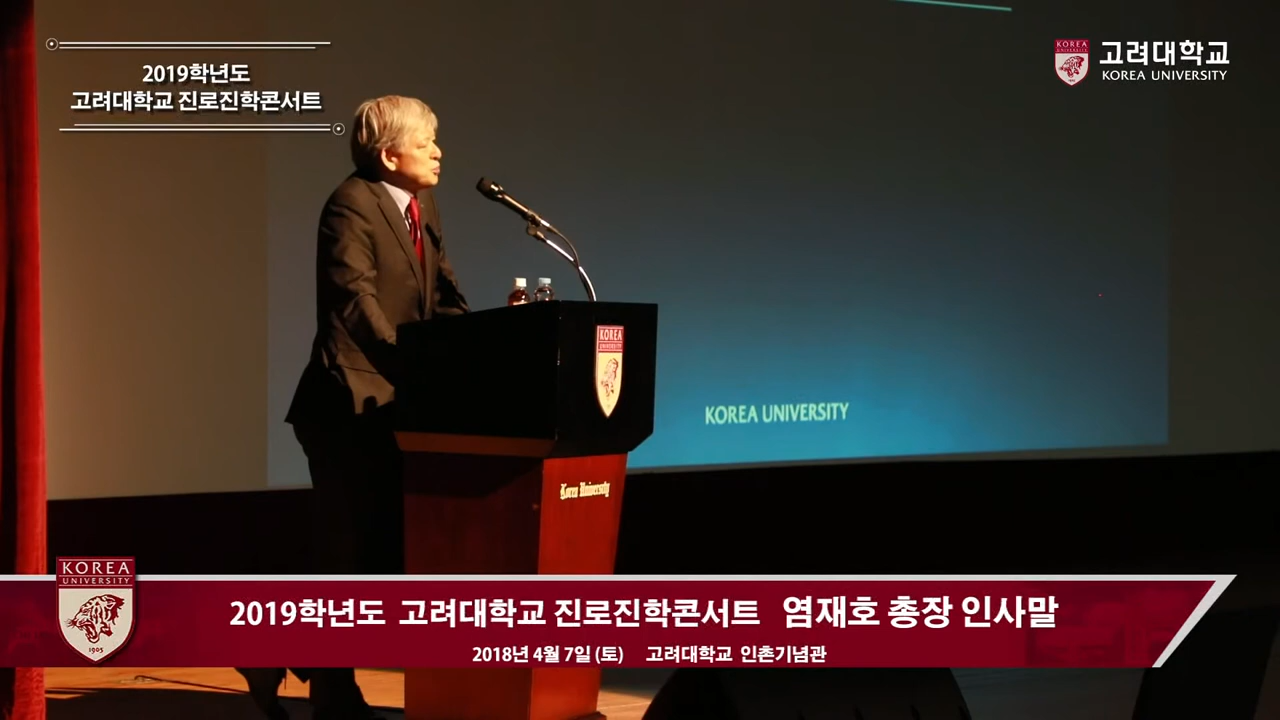 2019학년도
고려대학교 진로진학콘서트
KOREA
고려대학교
KOREA UNIVERSITY
KOREA
UNIVERSITY
KOREA UNIVERSITY
Korea University
KOREA
UNIVERSITY
1905
2019학년도 고려대학교 진로진학콘서트 염재호 총장 인사말
2018년 4월 7일 (토) 고려대학교 인촌기념관